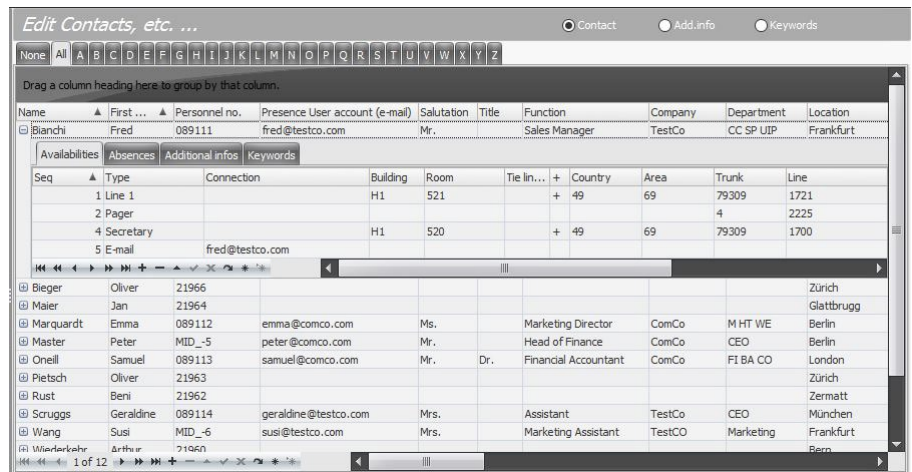 Edit Contacts, etc. ...
Contact Add.info Keywords
None All A B C D E F G H I J K L M N O P Q R S T U V W X Y Z
Drag a column heading here to group by that column.
Name First ... Personnel no. Presence User account (e-mail) Salutation Title Function Company Department Location
Bianchi Fred 089111 fred@testco.com Mr. Sales Manager TestCo CC SP UIP Frankfurt
Availabilities Absences Additional infos Keywords
Seq Type Connection Building Room Tie lin... + Country Area Trunk Line
1 Line 1 H1 521 + 49 69 79309 1721
2 Pager 4 2225
4 Secretary H1 520 + 49 69 79309 1700
5 E-mail fred@testco.com
Bieger Oliver 21966 Zürich
Maier Jan 21964 Glattbrugg
Marquardt Emma 089112 emma@comco.com Ms. Marketing Director ComCo M HT WE Berlin
Master Peter MID_-5 peter@comco.com Mr. Head of Finance ComCo CEO Berlin
Oneill Samuel 089113 samuel@comco.com Mr. Dr. Financial Accountant ComCo FI BA CO London
Pietsch Oliver 21963 Zürich
Rust Beni 21962 Zermatt
Scruggs Geraldine 089114 geraldine@testco.com Mrs. Assistant TestCo CEO München
Wang Susi MID_-6 susi@testco.com Mrs. Marketing Assistant TestCO Marketing Frankfurt
Wiederkehr Arthur 21960 Bern
1 of 12